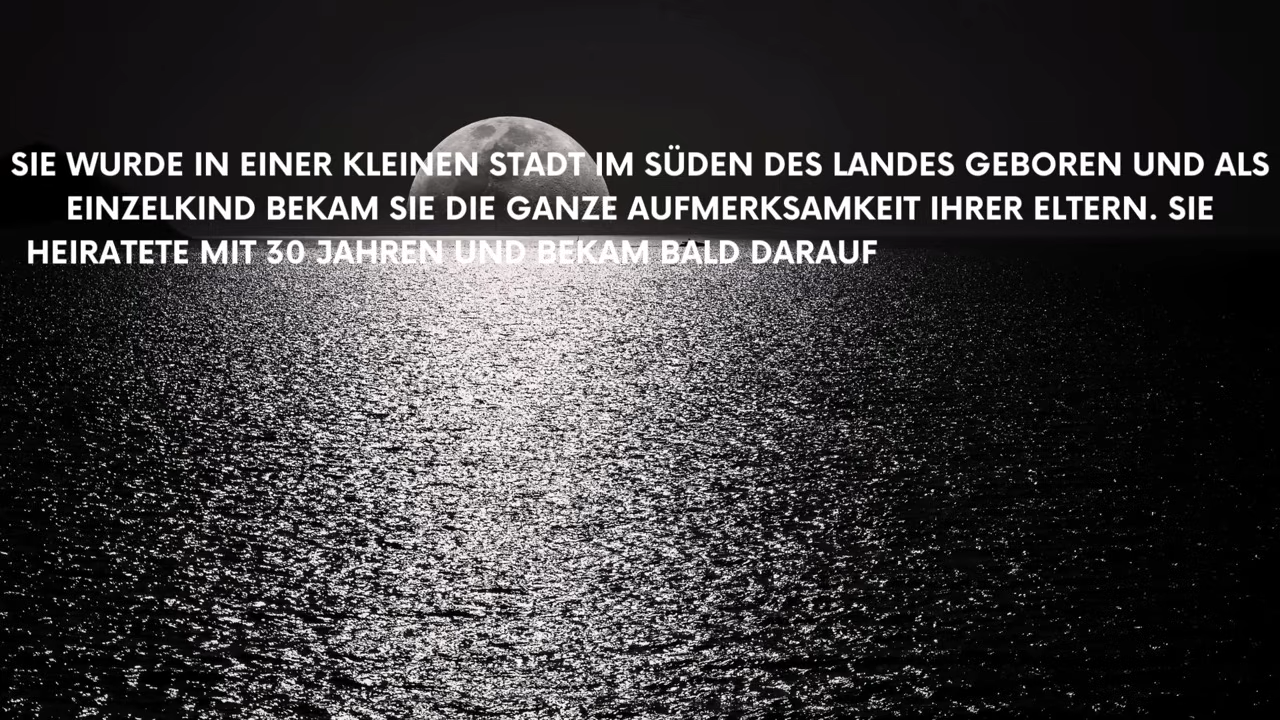 SIE WURDE IN EINER KLEINEN STADT IM SÜDEN DES LANDES GEBOREN UND ALS
EINZELKIND BEKAM SIE DIE GANZE AUFMERKSAMKEIT IHRER ELTERN. SIE
HEIRATETE MIT 30 JAHREN UND BEKAM BALD DARAUF